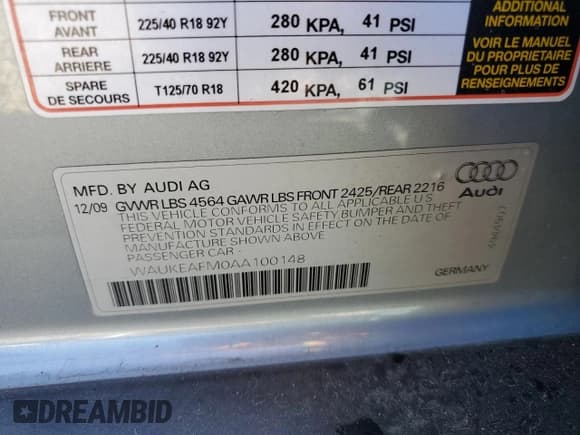 FRONT
AVANT 225/40 R18 92Y 280 KPA, 41 PSI
REAR
ARRIERE 225/40 R18 92Y 280 KPA, 41 PSI
SPARE
DE SECOURS T125/70 R18 420 KPA, 61 PSI
ADDITIONAL
INFORMATION
VOIR LE MANUEL
DU PROPRIETAIRE
POUR PLUS DE
RENSEIGNEMENTS
MFD. BY AUDI AG
12/09 GVWR LBS 4564 GAWR LBS FRONT 2425/REAR 2216
THIS VEHICLE CONFORMS TO ALL APPLICABLE U S
FEDERAL MOTOR VEHICLE SAFETY BUMPER AND THEFT
PREVENTION STANDARDS IN EFFECT ON THE DATE OF
MANUFACTURE SHOWN ABOVE
PASSENGER CAR
WAUKEAFM0AA100148
Audi
GERMANY
DREAMBID